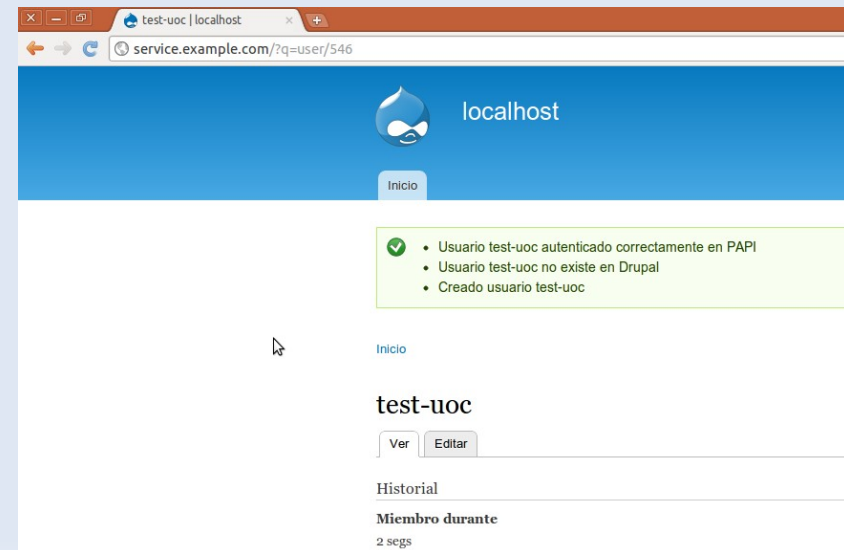 test-uoc | localhost
service.example.com/?q=user/546
localhost
Inicio
Usuario test-uoc autenticado correctamente en PAPI
Usuario test-uoc no existe en Drupal
Creado usuario test-uoc
Inicio
test-uoc
Ver Editar
Historial
Miembro durante
2 segs